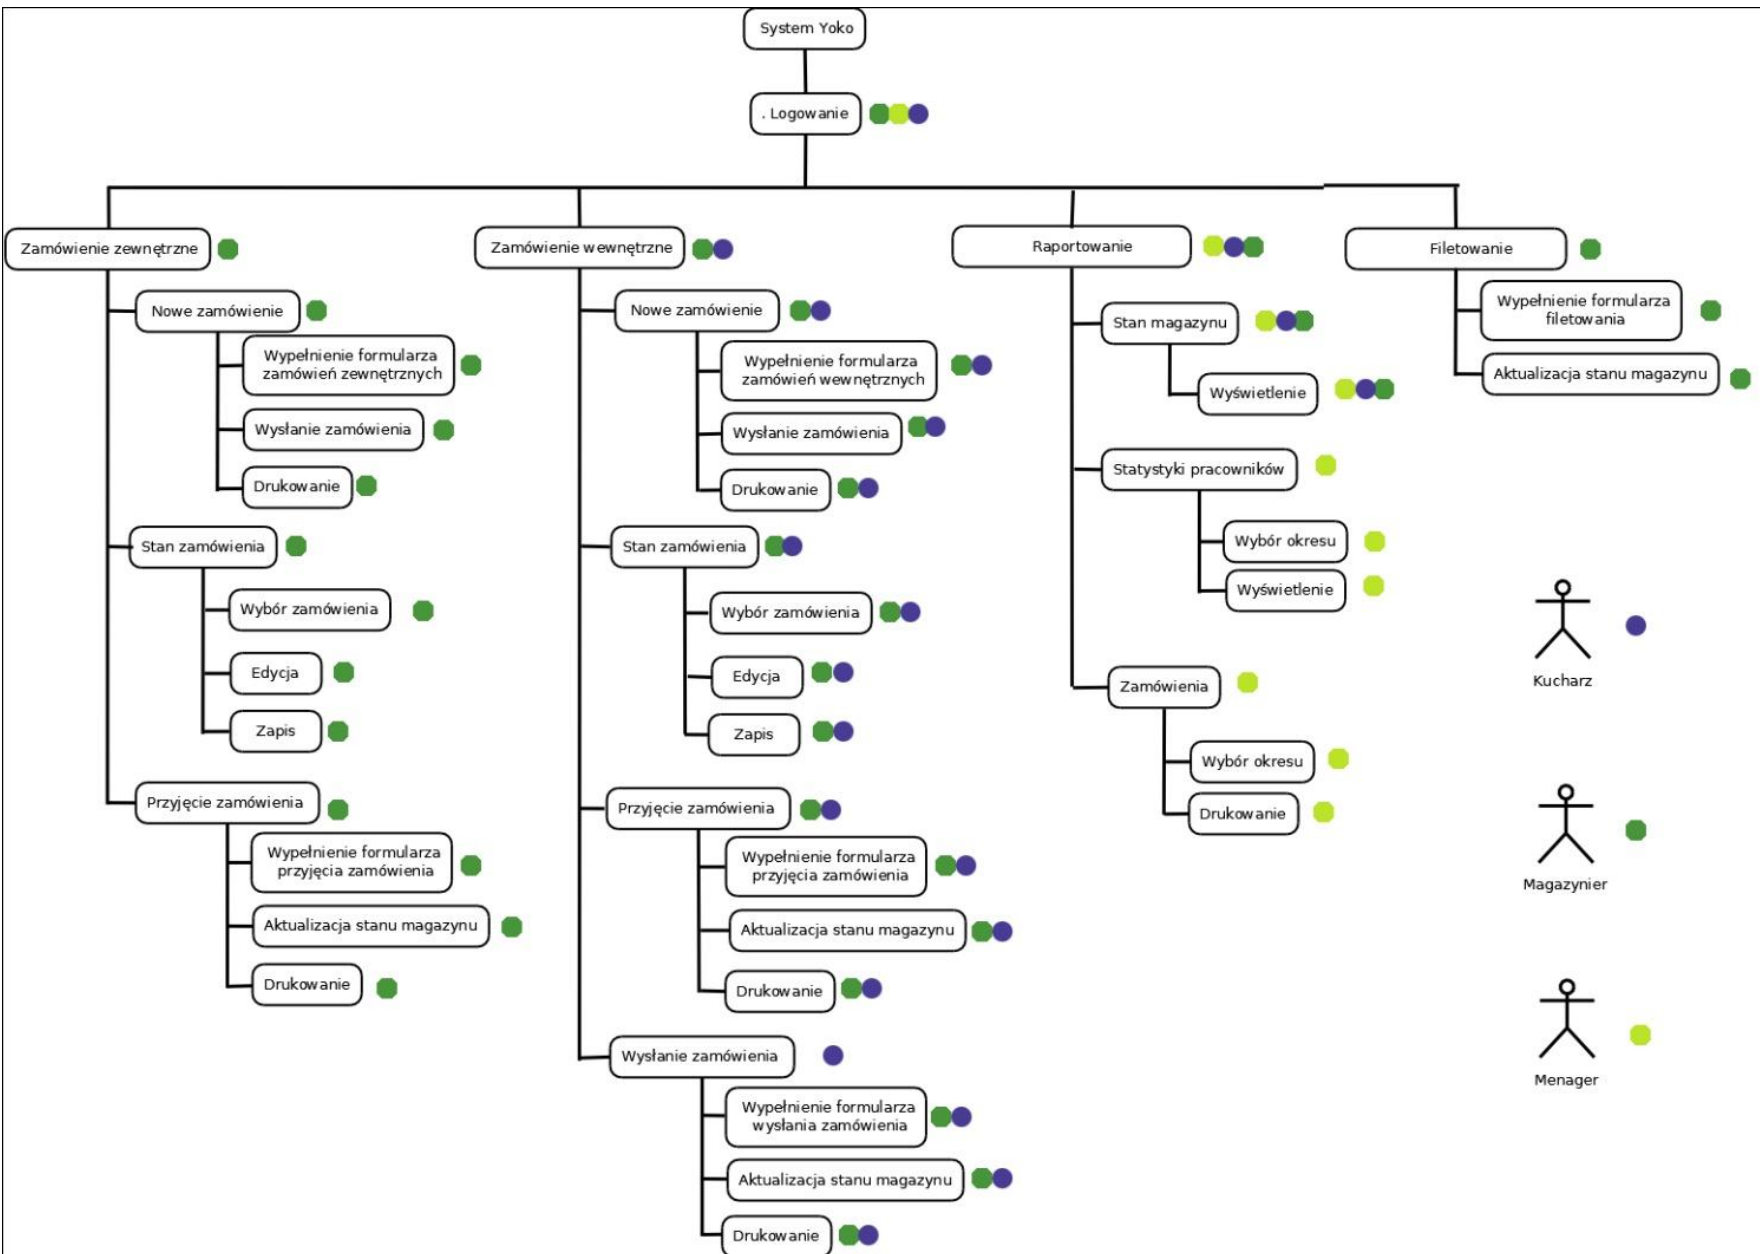 System Yoko
. Logowanie
Zamówienie zewnętrzne
Nowe zamówienie
Wypełnienie formularza
zamówień zewnętrznych
Wysłanie zamówienia
Drukowanie
Stan zamówienia
Wybór zamówienia
Edycja
Zapis
Przyjęcie zamówienia
Wypełnienie formularza
przyjęcia zamówienia
Aktualizacja stanu magazynu
Drukowanie
Zamówienie wewnętrzne
Nowe zamówienie
Wypełnienie formularza
zamówień wewnętrznych
Wysłanie zamówienia
Drukowanie
Stan zamówienia
Wybór zamówienia
Edycja
Zapis
Przyjęcie zamówienia
Wypełnienie formularza
przyjęcia zamówienia
Aktualizacja stanu magazynu
Drukowanie
Wysłanie zamówienia
Wypełnienie formularza
wysłania zamówienia
Aktualizacja stanu magazynu
Drukowanie
Raportowanie
Stan magazynu
Wyświetlenie
Statystyki pracowników
Wybór okresu
Wyświetlenie
Zamówienia
Wybór okresu
Drukowanie
Filetowanie
Wypełnienie formularza
filetowania
Aktualizacja stanu magazynu
Kucharz
Magazynier
Menager